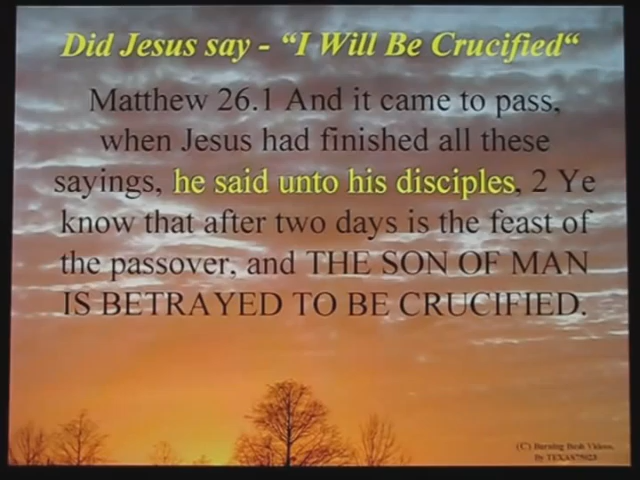 Did Jesus say - “I Will Be Crucified“
Matthew 26.1 And it came to pass,
when Jesus had finished all these
sayings, he said unto his disciples, 2 Ye
know that after two days is the feast of
the passover, and THE SON OF MAN
IS BETRAYED TO BE CRUCIFIED.
(C) Burning Bush Videos,
By